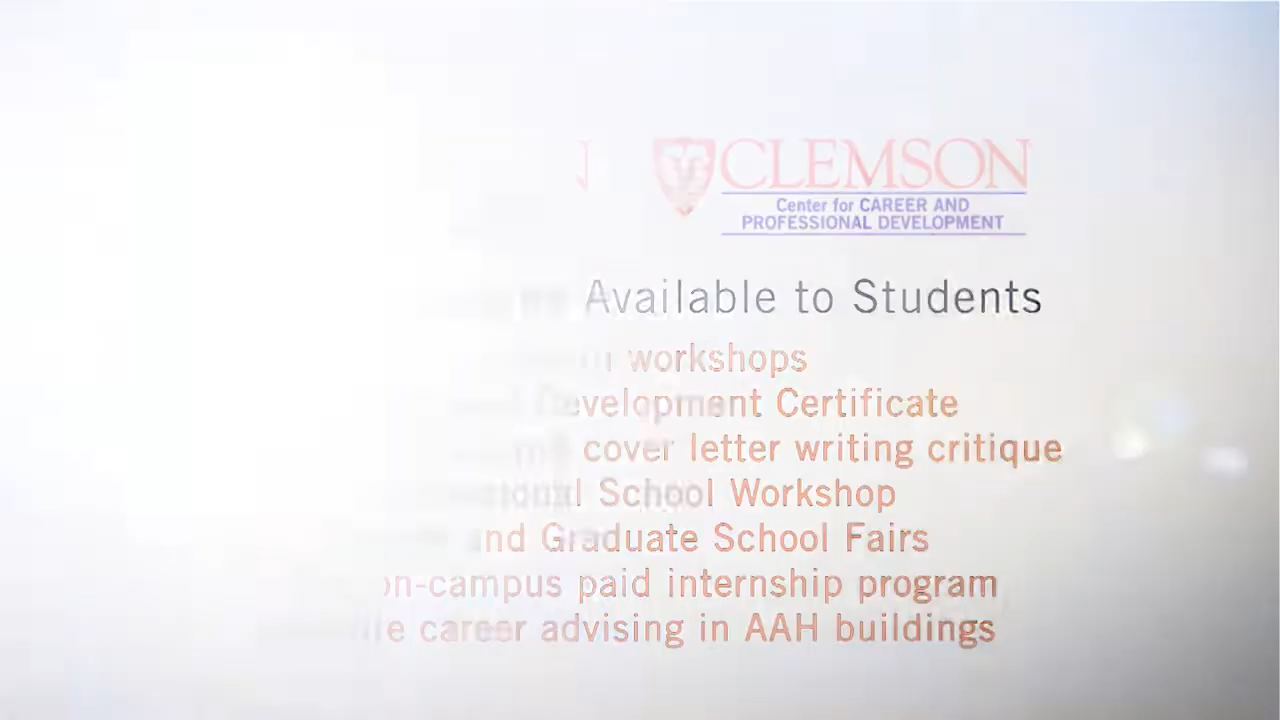 CLEMSON
Center for CAREER AND
PROFESSIONAL DEVELOPMENT
Available to Students
workshops
Development Certificate
cover letter writing critique
School Workshop
and Graduate School Fairs
on-campus paid internship program
career advising in AAH buildings